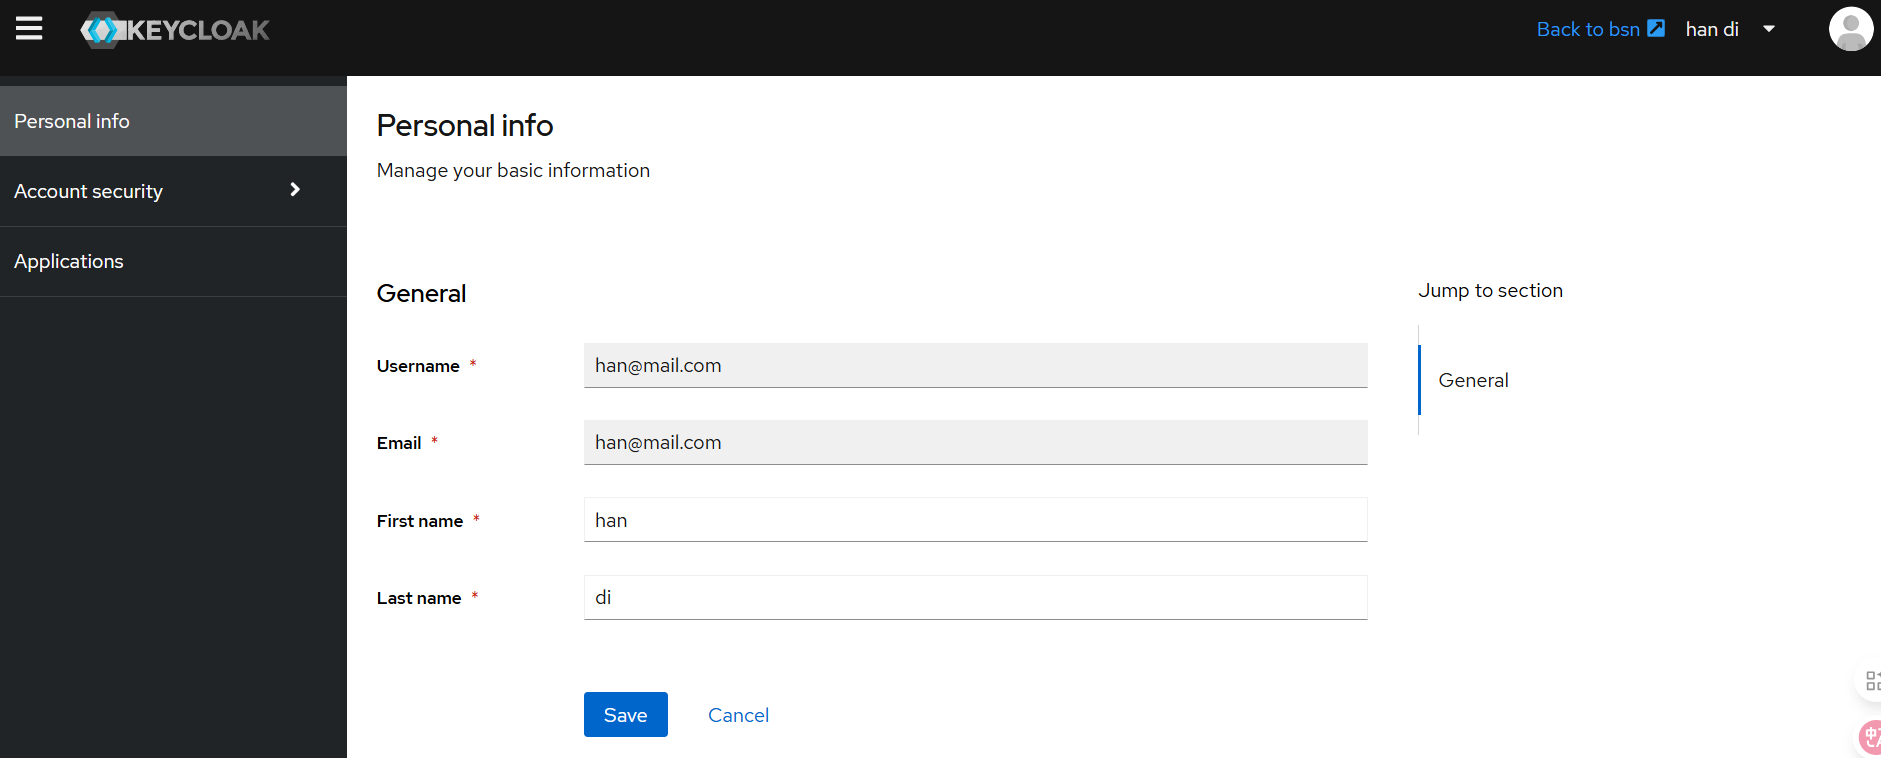 KEYCLOAK
Back to bsn
han di
Personal info
Account security
Applications
Personal info
Manage your basic information
General
Username *
han@mail.com
Email *
han@mail.com
First name *
han
Last name *
di
Save
Cancel
Jump to section
General
中